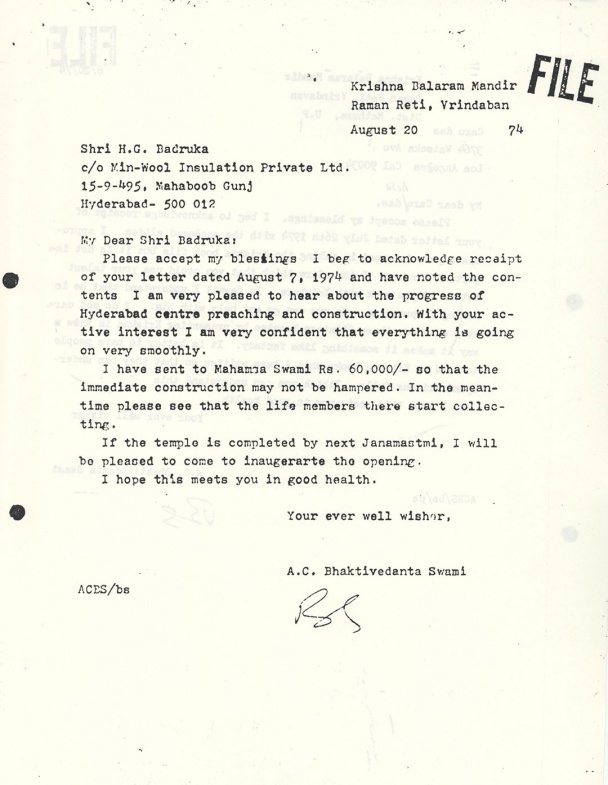 FILE
Krishna Balaram Mandir
Raman Reti, Vrindaban
August 20 74
Shri H.G. Badruka
c/o Min-Wool Insulation Private Ltd.
15-9-495, Mahaboob Gunj
Hyderabad- 500 012
My Dear Shri Badruka:
Please accept my blessings I beg to acknowledge receipt
of your letter dated August 7, 1974 and have noted the con-
tents I am very pleased to hear about the progress of
Hyderabad centre preaching and construction. With your ac-
tive interest I am very confident that everything is going
on very smoothly.
I have sent to Mahamsa Swami Rs. 60,000/- so that the
immediate construction may not be hampered. In the mean-
time please see that the life members there start collec-
ting.
If the temple is completed by next Janamastmi, I will
be pleased to come to inaugerarte the opening.
I hope this meets you in good health.
Your ever well wisher,
A.C. Bhaktivedanta Swami
ACES/bs